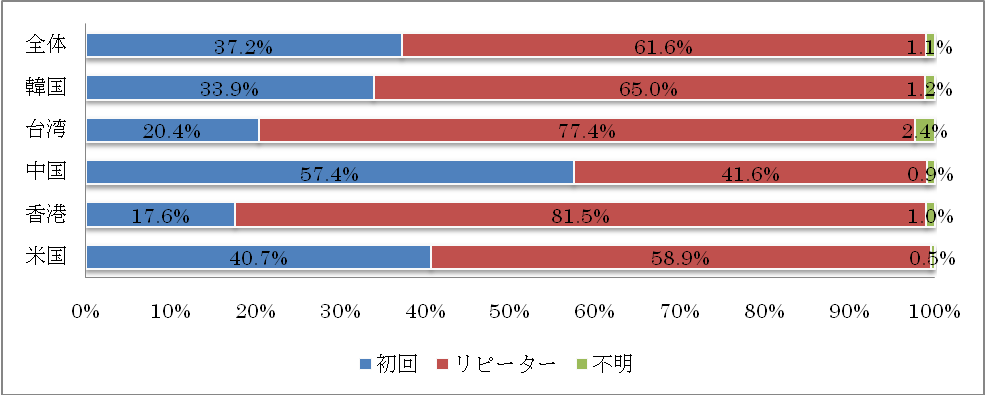 全体 37.2% 61.6% 1.1%
韓国 33.9% 65.0% 1.2%
台湾 20.4% 77.4% 2.4%
中国 57.4% 41.6% 0.9%
香港 17.6% 81.5% 1.0%
米国 40.7% 58.9% 0.5%
0% 10% 20% 30% 40% 50% 60% 70% 80% 90% 100%
初回 リピーター 不明